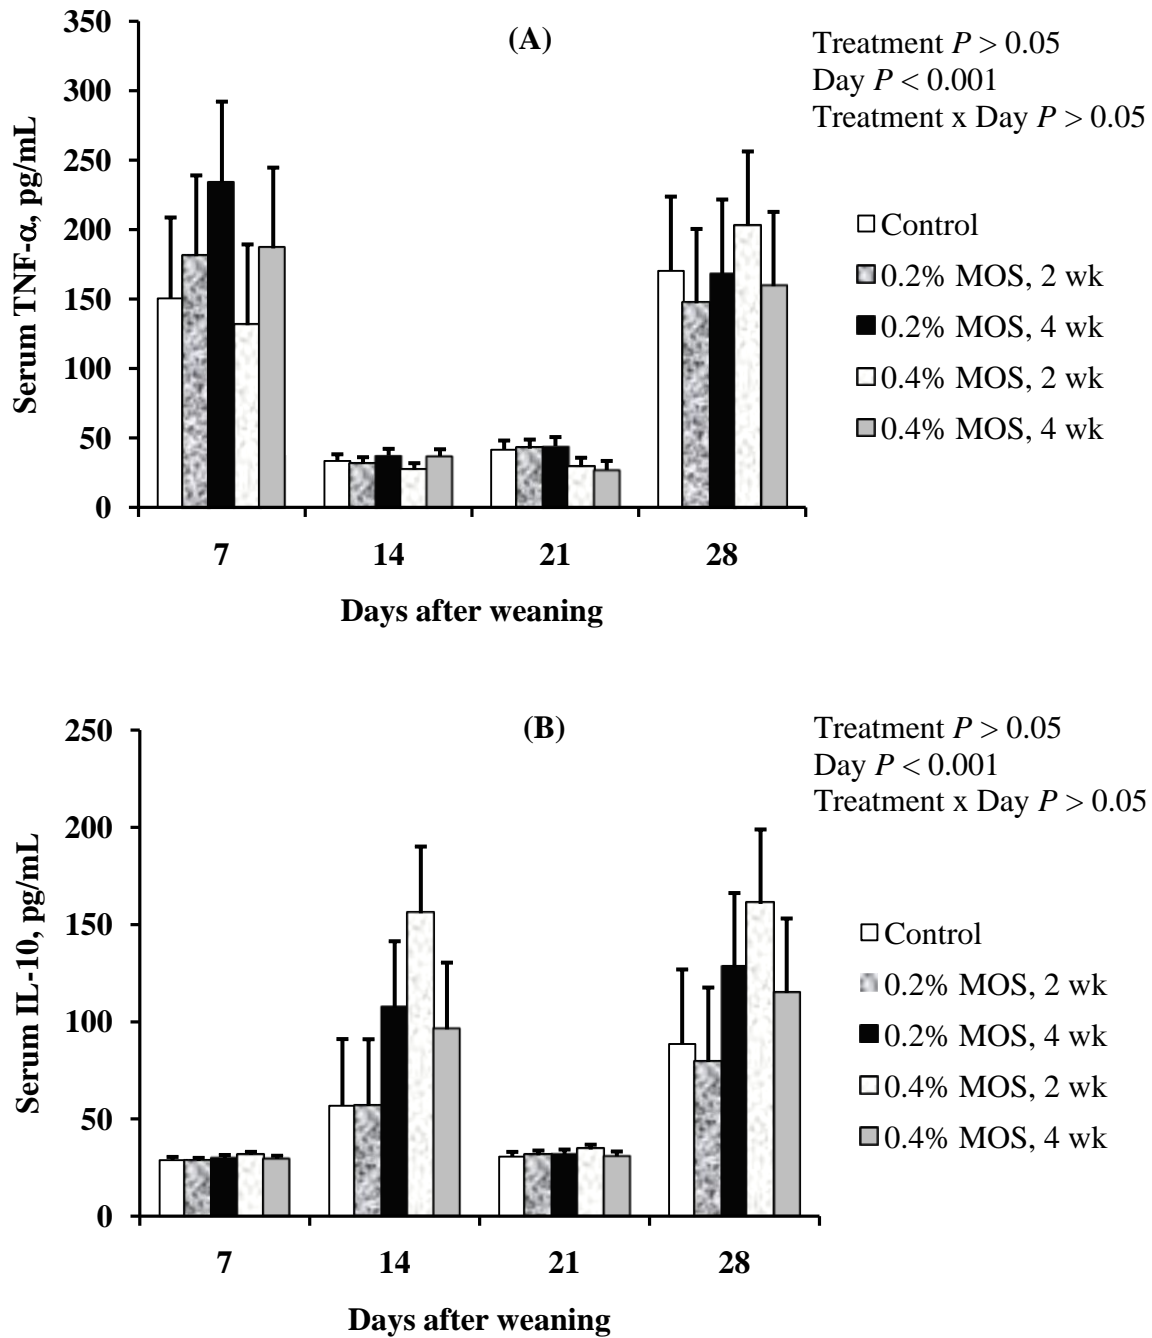 (A)
Treatment P > 0.05
Day P < 0.001
Treatment x Day P > 0.05
Serum TNF-α, pg/mL
350
300
250
200
150
100
50
0
7 14 21 28
Days after weaning
Control
0.2% MOS, 2 wk
0.2% MOS, 4 wk
0.4% MOS, 2 wk
0.4% MOS, 4 wk
(B)
Treatment P > 0.05
Day P < 0.001
Treatment x Day P > 0.05
Serum IL-10, pg/mL
250
200
150
100
50
0
7 14 21 28
Days after weaning
Control
0.2% MOS, 2 wk
0.2% MOS, 4 wk
0.4% MOS, 2 wk
0.4% MOS, 4 wk